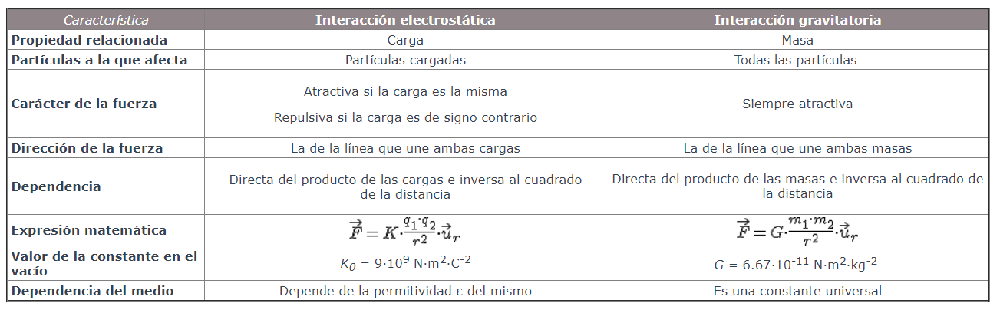 Característica Interacción electrostática Interacción gravitatoria
Propiedad relacionada Carga Masa
Partículas a la que afecta Partículas cargadas Todas las partículas
Carácter de la fuerza
Atractiva si la carga es la misma
Repulsiva si la carga es de signo contrario
Siempre atractiva
Dirección de la fuerza La de la línea que une ambas cargas La de la línea que une ambas masas
Dependencia
Directa del producto de las cargas e inversa al cuadrado
de la distancia
Directa del producto de las masas e inversa al cuadrado de
la distancia
Expresión matemática $\vec{F}=K\cdot\frac{q_1\cdot q_2}{r^2}\cdot\vec{u}_r$ $\vec{F}=G\cdot\frac{m_1\cdot m_2}{r^2}\cdot\vec{u}_r$
Valor de la constante en el
vacío
K₀ = 9·10⁹ N·m²·C⁻²
G = 6.67·10⁻¹¹ N·m²·kg⁻²
Dependencia del medio Depende de la permitividad ε del mismo Es una constante universal